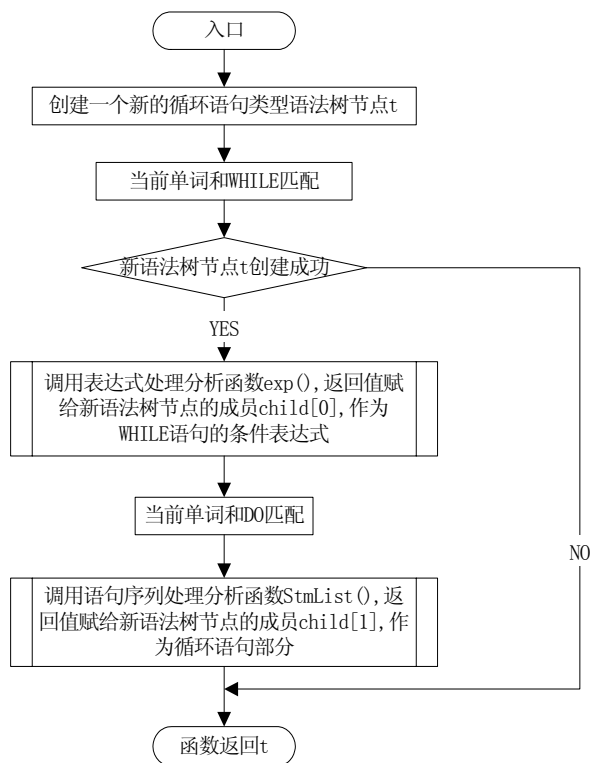 入口
创建一个新的循环语句类型语法树节点t
当前单词和WHILE匹配
新语法树节点t创建成功
YES
调用表达式处理分析函数exp(),返回值赋
给新语法树节点的成员child[0],作为
WHILE语句的条件表达式
当前单词和DO匹配
NO
调用语句序列处理分析函数StmList(),返
回值赋给新语法树节点的成员child[1],作
为循环语句部分
函数返回t